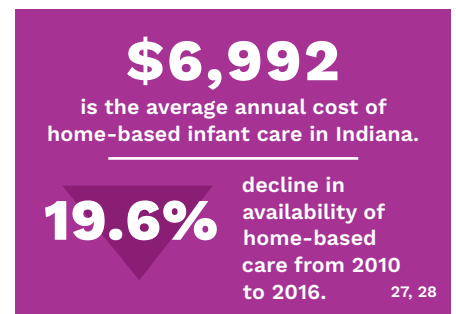 $6,992
is the average annual cost of
home-based infant care in Indiana.
19.6%
decline in
availability of
home-based
care from 2010
to 2016.
27, 28